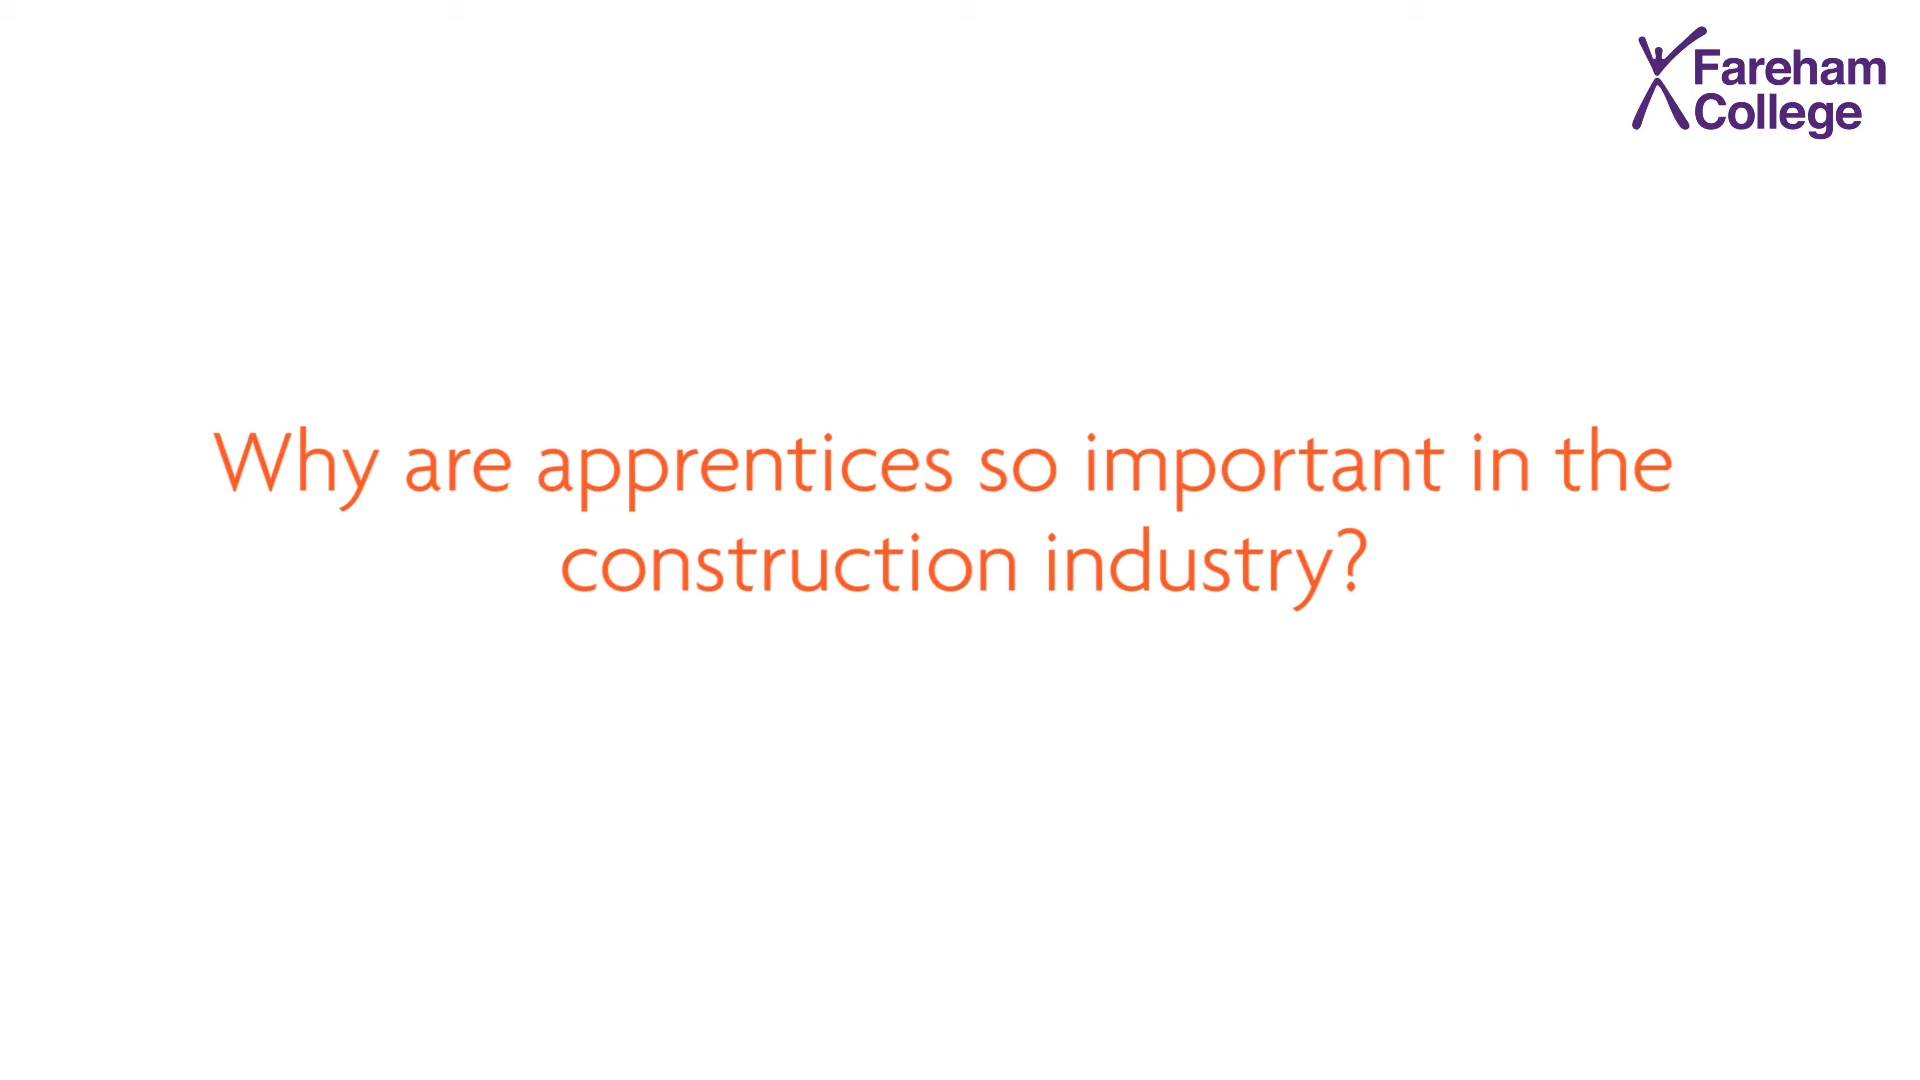 Fareham
College
Why are apprentices so important in the
construction industry?